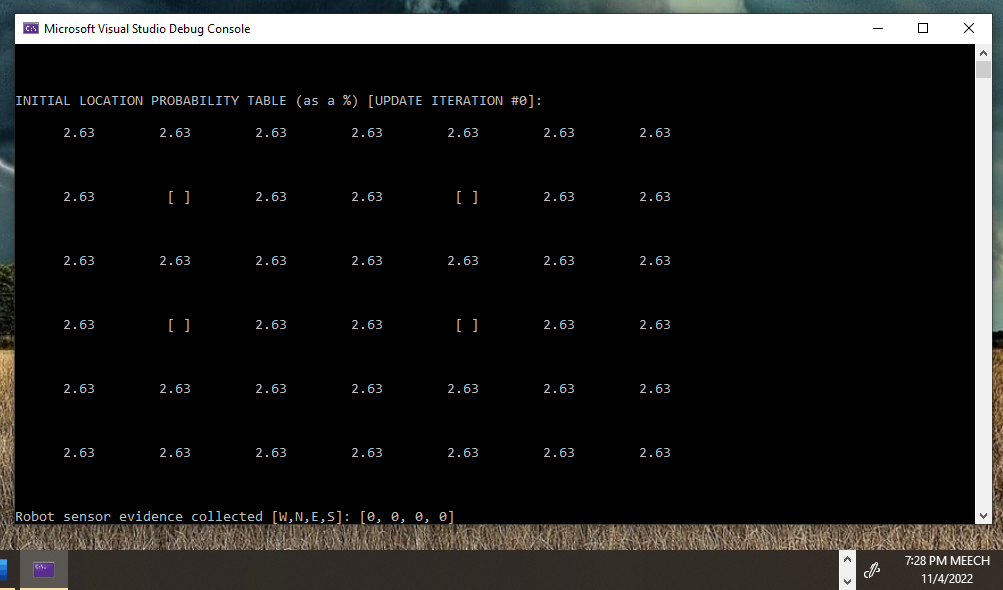 Microsoft Visual Studio Debug Console
INITIAL LOCATION PROBABILITY TABLE (as a %) [UPDATE ITERATION #0]:
2.63 2.63 2.63 2.63 2.63 2.63 2.63
2.63 [ ] 2.63 2.63 [ ] 2.63 2.63
2.63 2.63 2.63 2.63 2.63 2.63 2.63
2.63 [ ] 2.63 2.63 [ ] 2.63 2.63
2.63 2.63 2.63 2.63 2.63 2.63 2.63
2.63 2.63 2.63 2.63 2.63 2.63 2.63
Robot sensor evidence collected [W,N,E,S]: [0, 0, 0, 0]
7:28 PM MEECH
11/4/2022